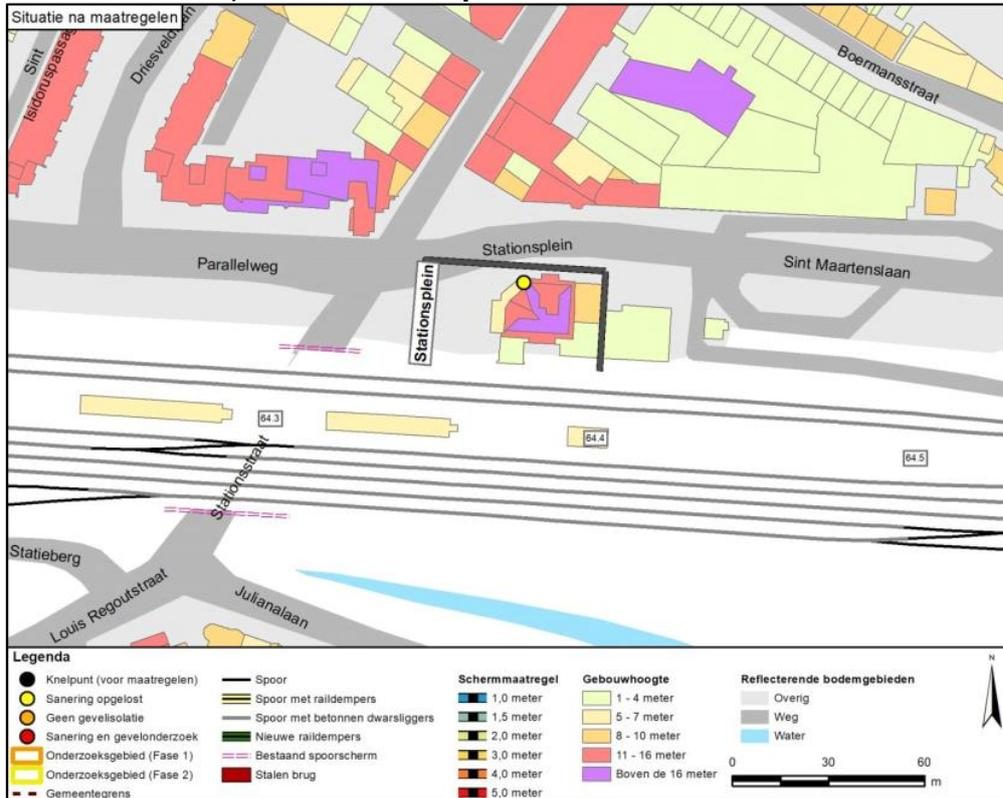 Situatie na maatregelen
Sint
Isidoruspassage
Driesveldlaan
Boermansstraat
Stationsplein
Parallelweg
Sint Maartenslaan
Stationsplein
64.3
64.4
64.5
Stationsstraat
Statieberg
Louis Regoutstraat
Julianalaan
Legenda
Knelpunt (voor maatregelen)
Sanering opgelost
Geen gevelisolatie
Sanering en gevelonderzoek
Onderzoeksgebied (Fase 1)
Onderzoeksgebied (Fase 2)
Gemeentegrens
Spoor
Spoor met raildempers
Spoor met betonnen dwarsliggers
Nieuwe raildempers
Bestaand spoorscherm
Stalen brug
Schermmaatregel
1,0 meter
1,5 meter
2,0 meter
3,0 meter
4,0 meter
5,0 meter
Gebouwhoogte
1 - 4 meter
5 - 7 meter
8 - 10 meter
11 - 16 meter
Boven de 16 meter
Reflecterende bodemgebieden
Overig
Weg
Water
N
0 30 60
m